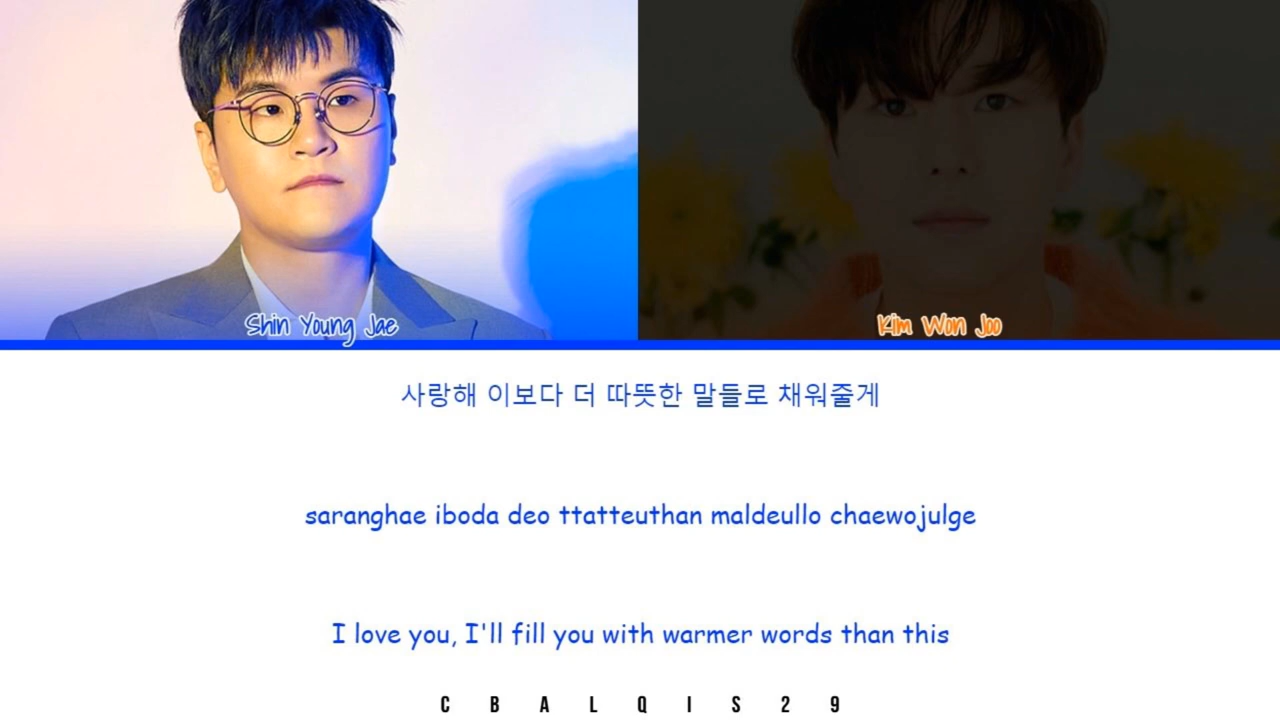 Shin Young Jae
Kim Won Joo
사랑해 이보다 더 따뜻한 말들로 채워줄게
saranghae iboda deo ttatteuthan maldeullo chaewojulge
I love you, I'll fill you with warmer words than this
CBALQIS29